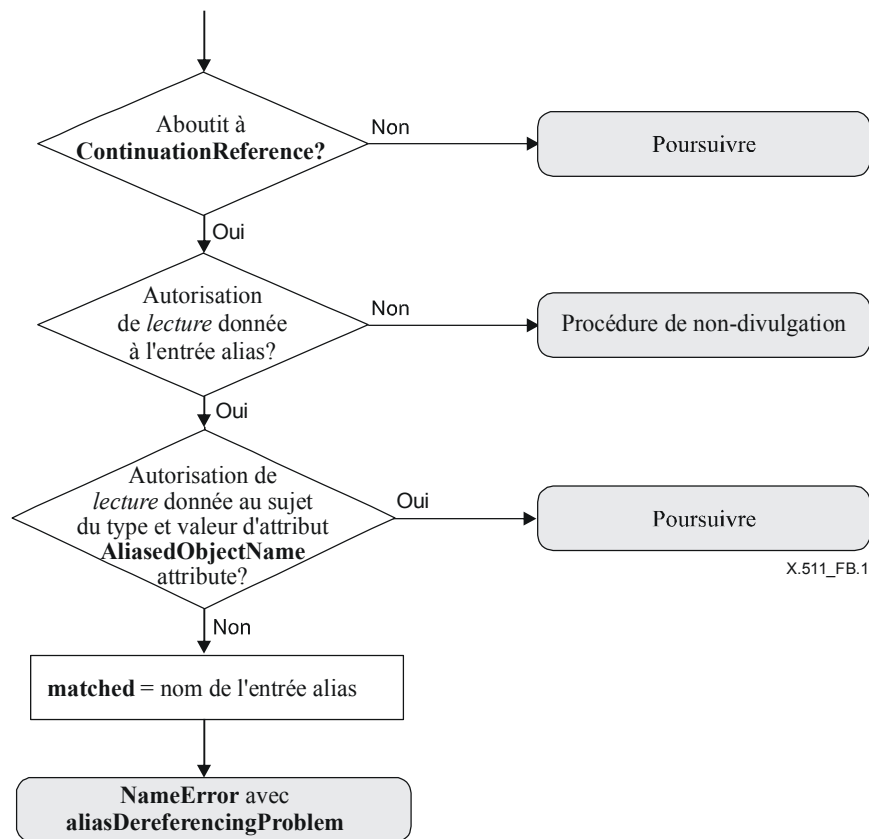 Aboutit à
ContinuationReference?
Non
Poursuivre
Oui
Autorisation
de lecture donnée
à l'entrée alias?
Non
Procédure de non-divulgation
Oui
Autorisation de
lecture donnée au sujet
du type et valeur d'attribut
AliasedObjectName
attribute?
Oui
Poursuivre
X.511_FB.1
Non
matched = nom de l'entrée alias
NameError avec
aliasDereferencingProblem